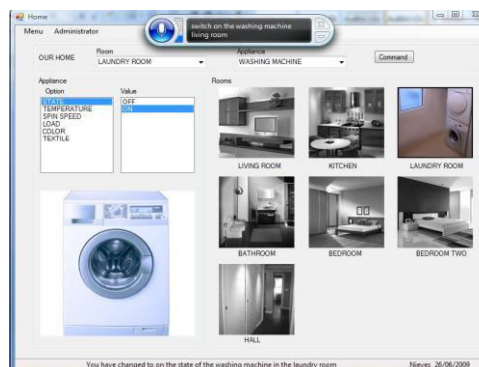 Home
switch on the washing machine
living room
Menu Administrator
OUR HOME
Room
LAUNDRY ROOM
Appliance
WASHING MACHINE
Command
Appliance
Option
Value
STATE
TEMPERATURE
SPIN SPEED
LOAD
COLOR
TEXTILE
OFF
ON
Rooms
LIVING ROOM
KITCHEN
LAUNDRY ROOM
BATHROOM
BEDROOM
BEDROOM TWO
HALL
You have changed to on the state of the washing machine in the laundry room
Nieves 26/06/2009